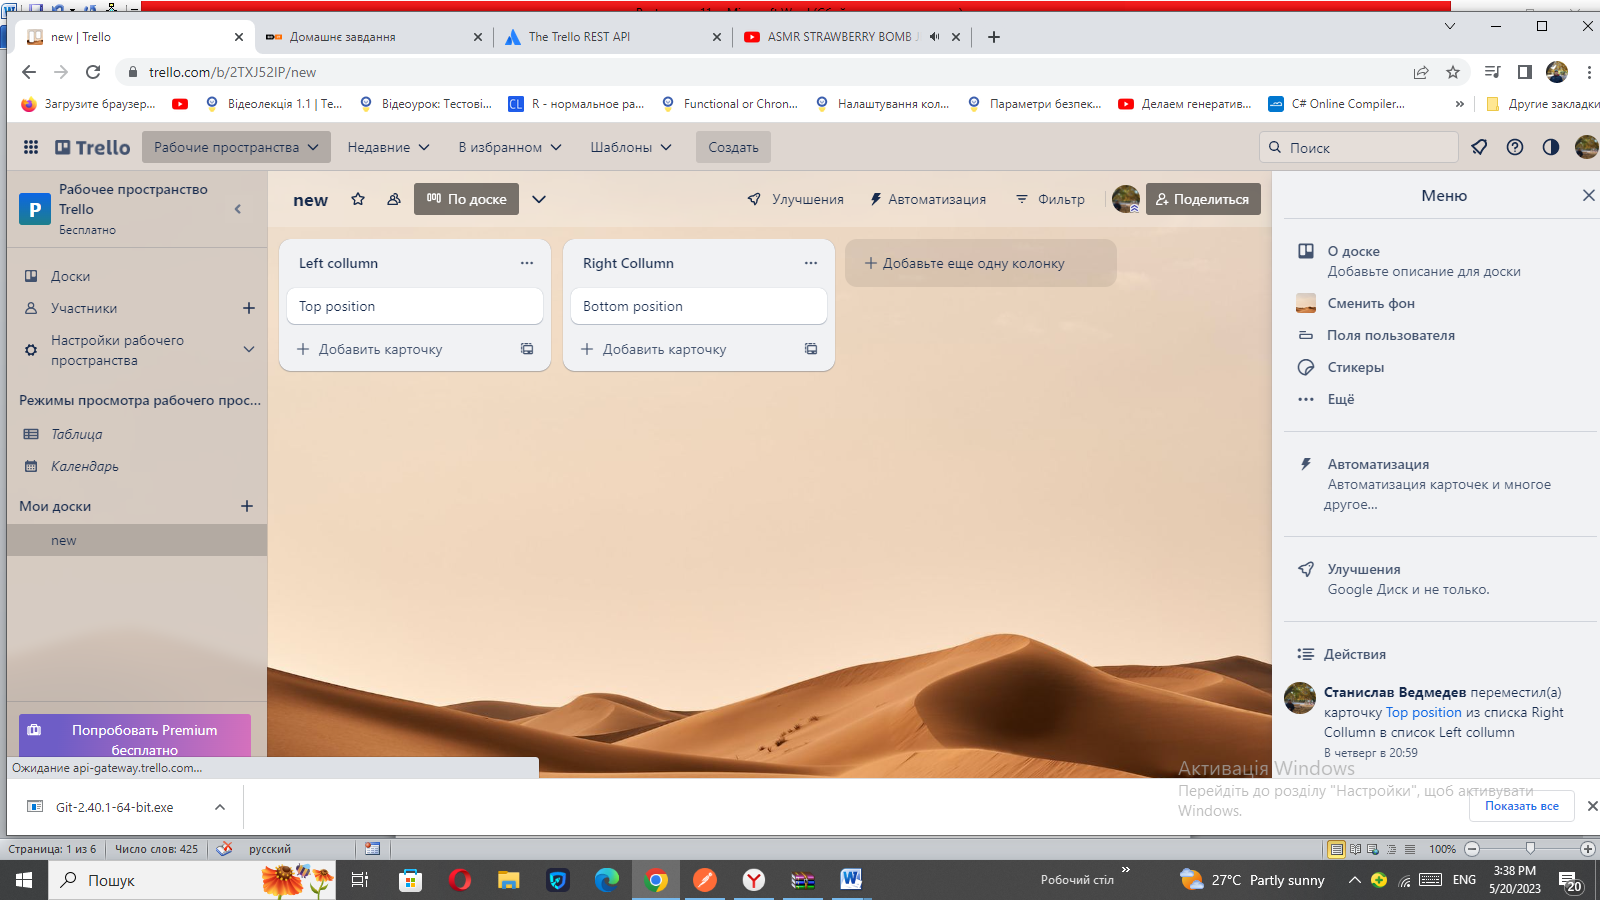 new | Trello
Домашнє завдання
The Trello REST API
ASMR STRAWBERRY BOMB
trello.com/b/2TXJ52IP/new
Загрузите браузер...
Відеолекція 1.1 | Те...
Відеоурок: Тестові...
R - нормальное ра...
Functional or Chron...
Налаштування кол...
Параметри безпек...
Делаем генератив...
C# Online Compiler...
»
Другие закладки
Trello
Рабочие пространства
Недавние
В избранном
Шаблоны
Создать
Поиск
P
Рабочее пространство
Trello
Бесплатно
new
По доске
Улучшения
Автоматизация
Фильтр
Поделиться
Меню
Доски
Участники
Настройки рабочего
пространства
Режимы просмотра рабочего прос...
Таблица
Календарь
Мои доски
new
Попробовать Premium
бесплатно
Left collumn
Top position
Добавить карточку
Right Collumn
Bottom position
Добавить карточку
Добавьте еще одну колонку
О доске
Добавьте описание для доски
Сменить фон
Поля пользователя
Стикеры
Ещё
Автоматизация
Автоматизация карточек и многое
другое...
Улучшения
Google Диск и не только.
Действия
Станислав Ведмедев переместил(а)
карточку Top position из списка Right
Collumn в список Left collumn
В четверг в 20:59
Ожидание api-gateway.trello.com...
Активація Windows
Перейдіть до розділу "Настройки", щоб активувати
Windows.
Git-2.40.1-64-bit.exe
Показать все
Страница: 1 из 6
Число слов: 425
русский
100%
Пошук
Робочий стіл
»
27°C Partly sunny
ENG
3:38 PM
5/20/2023
20